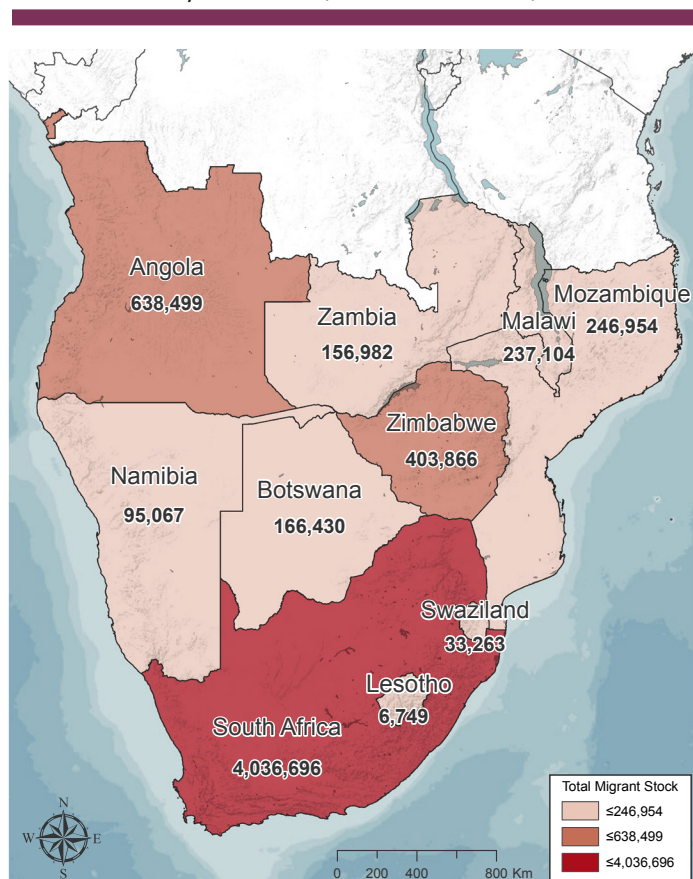 Angola
638,499
Zambia
156,982
Malawi
237,104
Mozambique
246,954
Zimbabwe
403,866
Namibia
95,067
Botswana
166,430
Swaziland
33,263
Lesotho
6,749
South Africa
4,036,696
N
W
E
S
0 200 400 800 Km
Total Migrant Stock
≤246,954
≤638,499
≤4,036,696